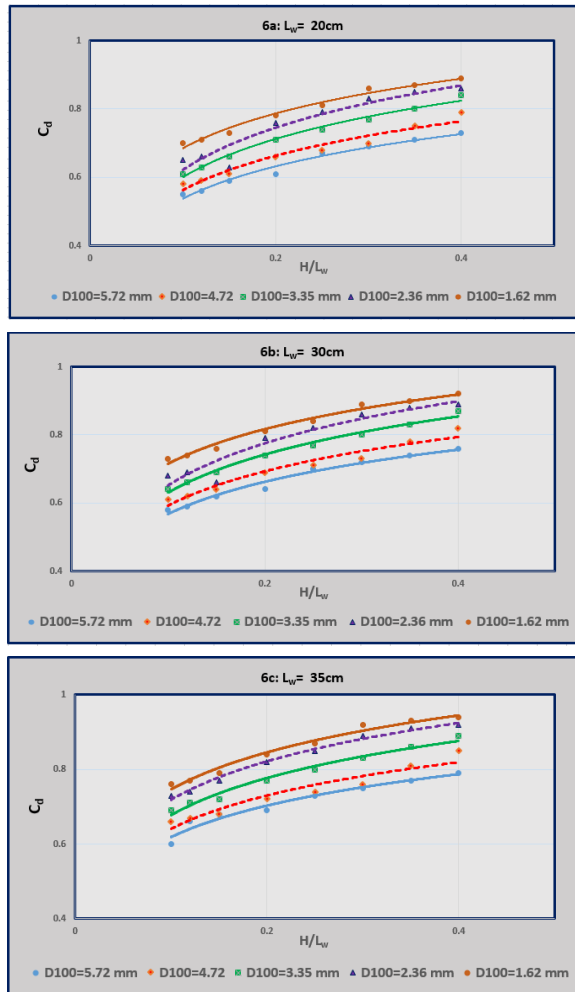 6a: Lw= 20cm
1
0.8
Cd
0.6
0.4
0 0.2 0.4
H/Lw
D100=5.72 mm D100=4.72 D100=3.35 mm D100=2.36 mm D100=1.62 mm
6b: Lw= 30cm
1
0.8
Cd
0.6
0.4
0 0.2 0.4
H/Lw
D100=5.72 mm D100=4.72 D100=3.35 mm D100=2.36 mm D100=1.62 mm
6c: Lw= 35cm
1
0.8
Cd
0.6
0.4
0 0.2 0.4
H/Lw
D100=5.72 mm D100=4.72 D100=3.35 mm D100=2.36 mm D100=1.62 mm